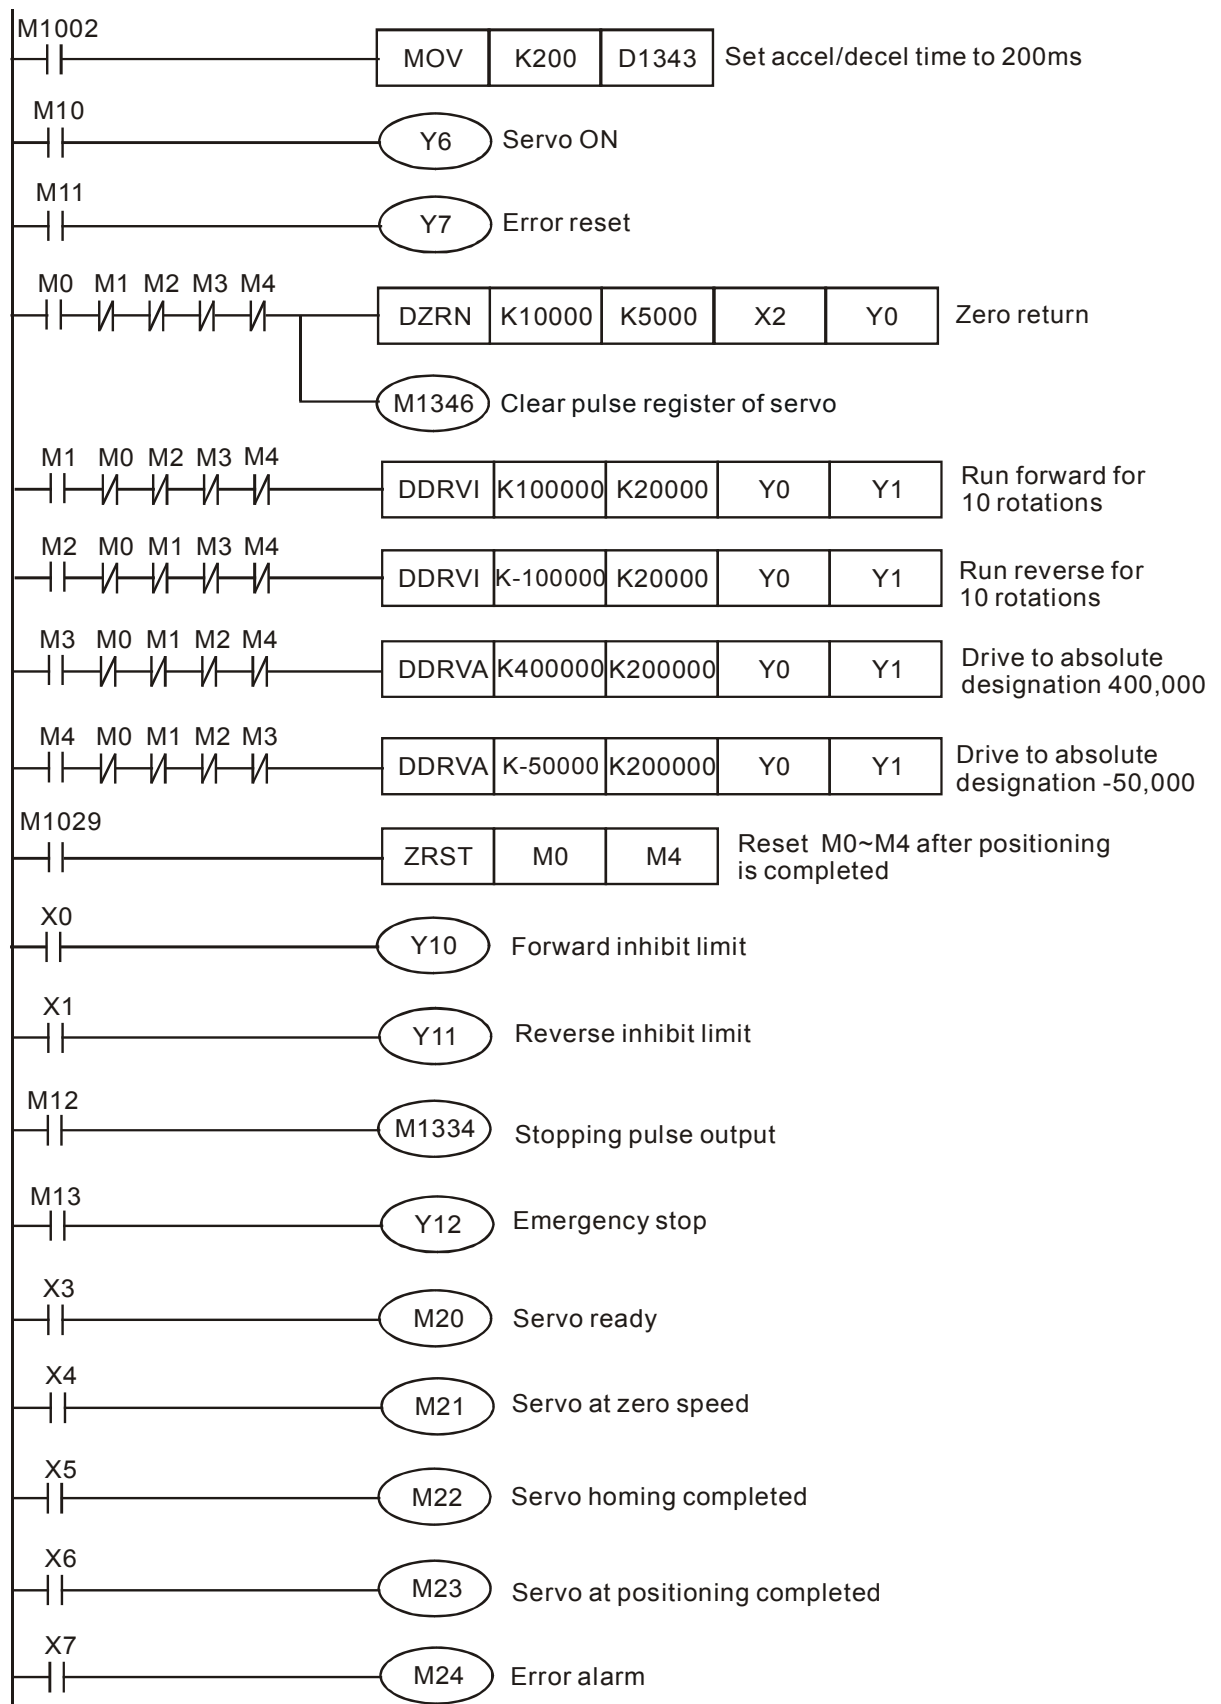 M1002
MOV K200 D1343 Set accel/decel time to 200ms
M10
Y6 Servo ON
M11
Y7 Error reset
M0 M1 M2 M3 M4
DZRN K10000 K5000 X2 Y0 Zero return
M1346 Clear pulse register of servo
M1 M0 M2 M3 M4
DDRVI K100000 K20000 Y0 Y1 Run forward for
10 rotations
M2 M0 M1 M3 M4
DDRVI K-100000 K20000 Y0 Y1 Run reverse for
10 rotations
M3 M0 M1 M2 M4
DDRVA K400000 K200000 Y0 Y1 Drive to absolute
designation 400,000
M4 M0 M1 M2 M3
DDRVA K-50000 K200000 Y0 Y1 Drive to absolute
designation -50,000
M1029
ZRST M0 M4 Reset M0~M4 after positioning
is completed
X0
Y10 Forward inhibit limit
X1
Y11 Reverse inhibit limit
M12
M1334 Stopping pulse output
M13
Y12 Emergency stop
X3
M20 Servo ready
X4
M21 Servo at zero speed
X5
M22 Servo homing completed
X6
M23 Servo at positioning completed
X7
M24 Error alarm